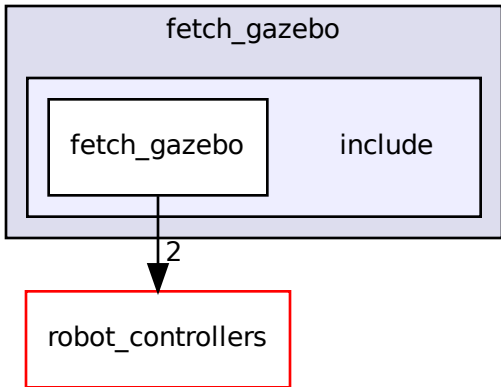 fetch_gazebo
fetch_gazebo
include
2
robot_controllers